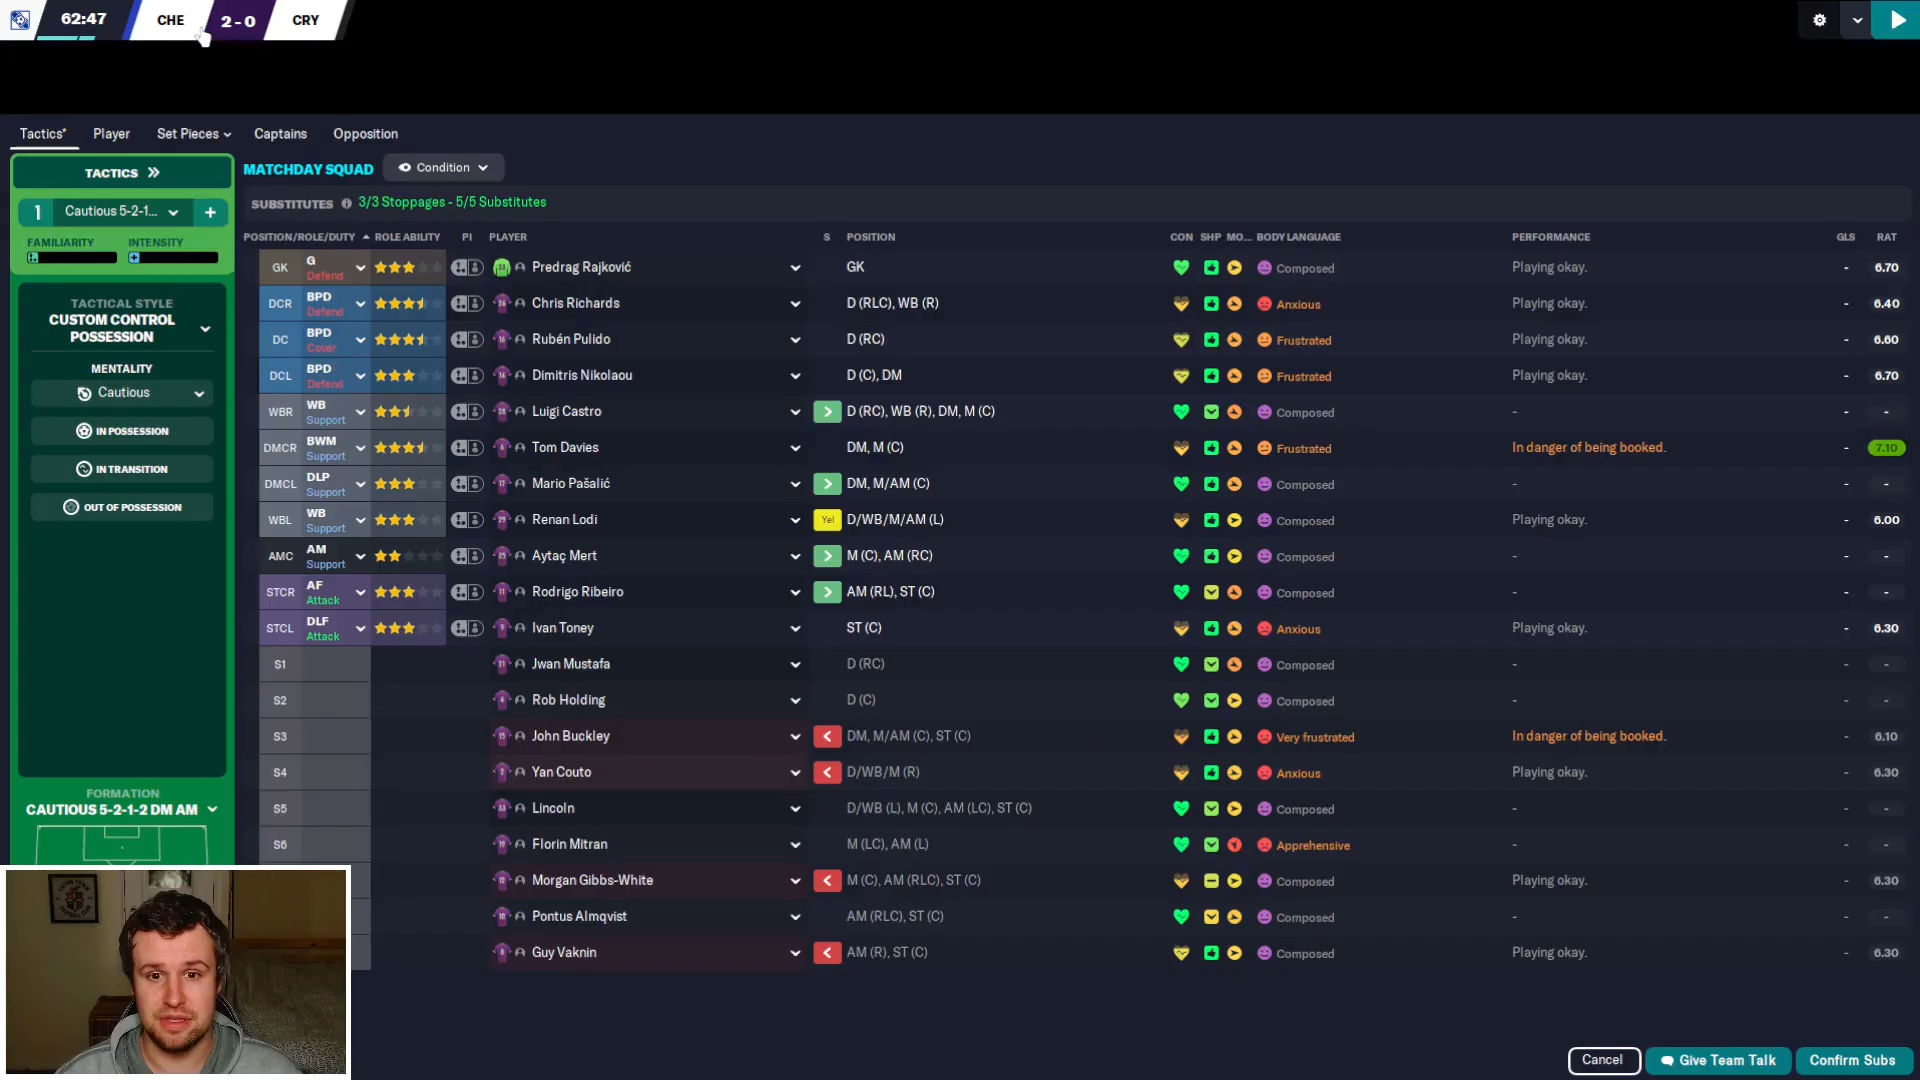 62:47 CHE 2 - 0 CRY
Tactics* Player Set Pieces Captains Opposition
TACTICS
1 Cautious 5-2-1...
FAMILIARITY INTENSITY
TACTICAL STYLE
CUSTOM CONTROL
POSSESSION
MENTALITY
Cautious
IN POSSESSION
IN TRANSITION
OUT OF POSSESSION
FORMATION
CAUTIOUS 5-2-1-2 DM AM
MATCHDAY SQUAD Condition
SUBSTITUTES 3/3 Stoppages - 5/5 Substitutes
POSITION/ROLE/DUTY ROLE ABILITY PI PLAYER S POSITION CON SHP MO... BODY LANGUAGE PERFORMANCE GLS RAT
GK G Defend Predrag Rajković GK Composed Playing okay. - 6.70
DCR BPD Defend Chris Richards D (RLC), WB (R) Anxious Playing okay. - 6.40
DC BPD Cover Rubén Pulido D (RC) Frustrated Playing okay. - 6.60
DCL BPD Defend Dimitris Nikolaou D (C), DM Frustrated Playing okay. - 6.70
WBR WB Support Luigi Castro D (RC), WB (R), DM, M (C) Composed - - -
DMCR BWM Support Tom Davies DM, M (C) Frustrated In danger of being booked. - 7.10
DMCL DLP Support Mario Pašalić DM, M/AM (C) Composed - - -
WBL WB Support Renan Lodi Yel D/WB/M/AM (L) Composed Playing okay. - 6.00
AMC AM Support Aytaç Mert M (C), AM (RC) Composed - - -
STCR AF Attack Rodrigo Ribeiro AM (RL), ST (C) Composed - - -
STCL DLF Attack Ivan Toney ST (C) Anxious Playing okay. - 6.30
S1 Jwan Mustafa D (RC) Composed - - -
S2 Rob Holding D (C) Composed - - -
S3 John Buckley DM, M/AM (C), ST (C) Very frustrated In danger of being booked. - 6.10
S4 Yan Couto D/WB/M (R) Anxious Playing okay. - 6.30
S5 Lincoln D/WB (L), M (C), AM (LC), ST (C) Composed - - -
S6 Florin Mitran M (LC), AM (L) Apprehensive - - -
Morgan Gibbs-White M (C), AM (RLC), ST (C) Composed Playing okay. - 6.30
Pontus Almqvist AM (RLC), ST (C) Composed - - -
Guy Vaknin AM (R), ST (C) Composed Playing okay. - 6.30
Cancel Give Team Talk Confirm Subs